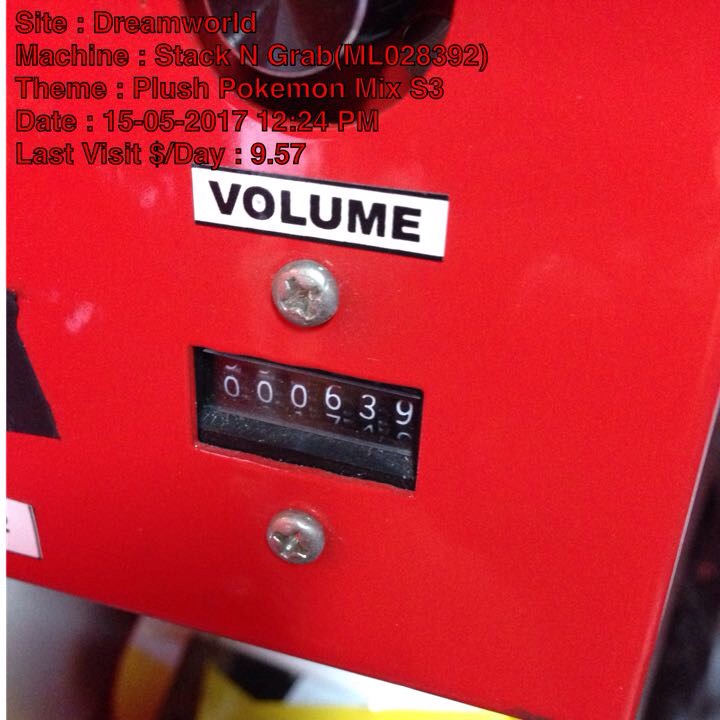 Site : Dreamworld
Machine : Stack N Grab(ML028392)
Theme : Plush Pokemon Mix S3
Date : 15-05-2017 12:24 PM
Last Visit $/Day : 9.57
VOLUME
000639